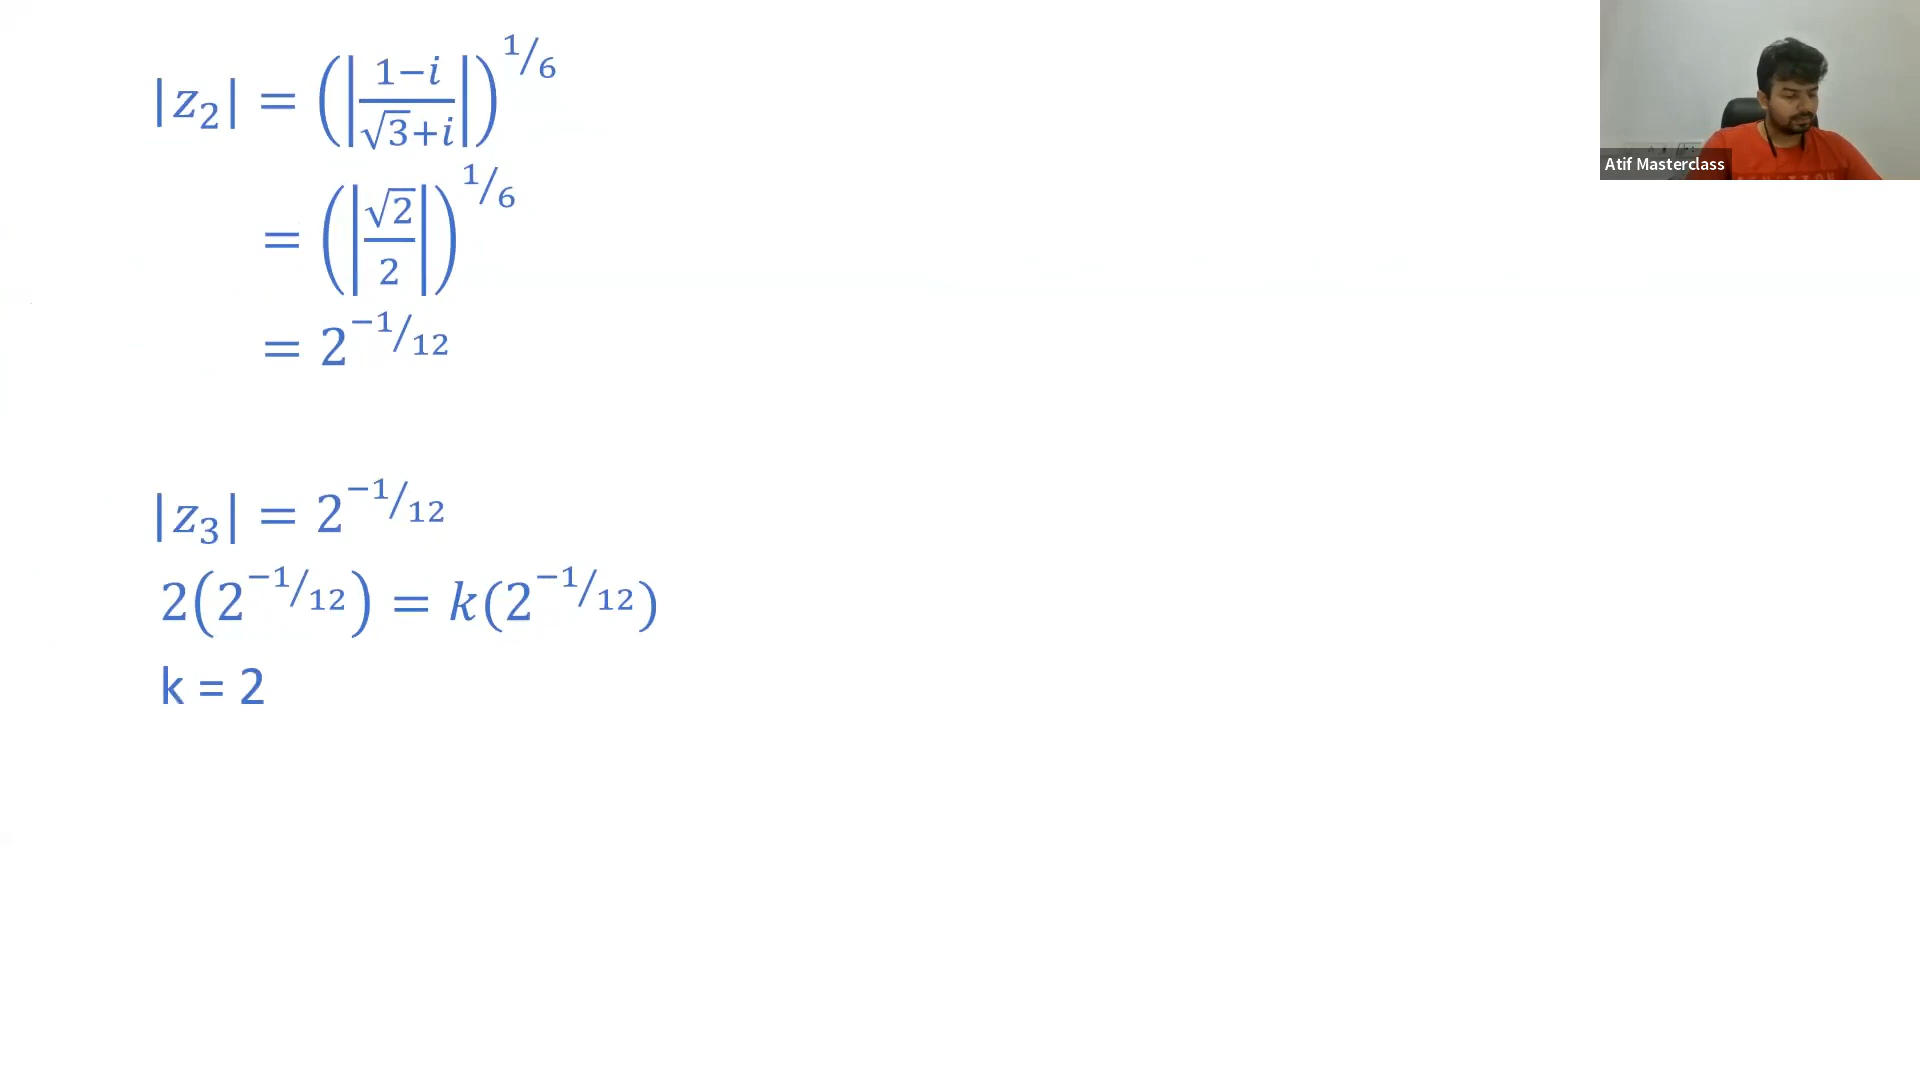 |z₂| = (|(1−i)/(√3+i)|)^(1/6)
= (|√2/2|)^(1/6)
= 2^(−1/12)
|z₃| = 2^(−1/12)
2(2^(−1/12)) = k(2^(−1/12))
k = 2
Atif Masterclass